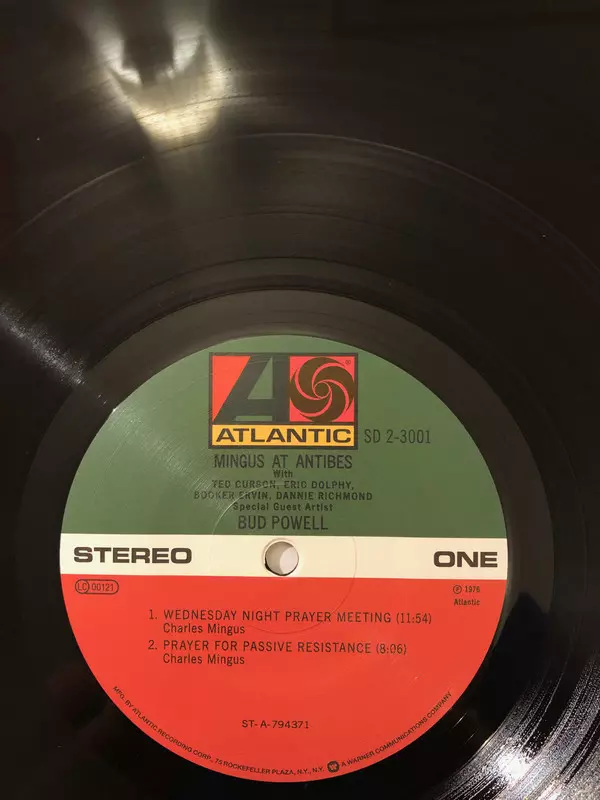 ATLANTIC
SD 2-3001
MINGUS AT ANTIBES
With
TED CURSON, ERIC DOLPHY,
BOOKER ERVIN, DANNIE RICHMOND
Special Guest Artist
BUD POWELL
STEREO
ONE
LC 00121
℗ 1976
Atlantic
1. WEDNESDAY NIGHT PRAYER MEETING (11:54)
Charles Mingus
2. PRAYER FOR PASSIVE RESISTANCE (8:06)
Charles Mingus
ST-A-794371
MFG. BY ATLANTIC RECORDING CORP., 75 ROCKEFELLER PLAZA, N.Y., N.Y. A WARNER COMMUNICATIONS COMPANY